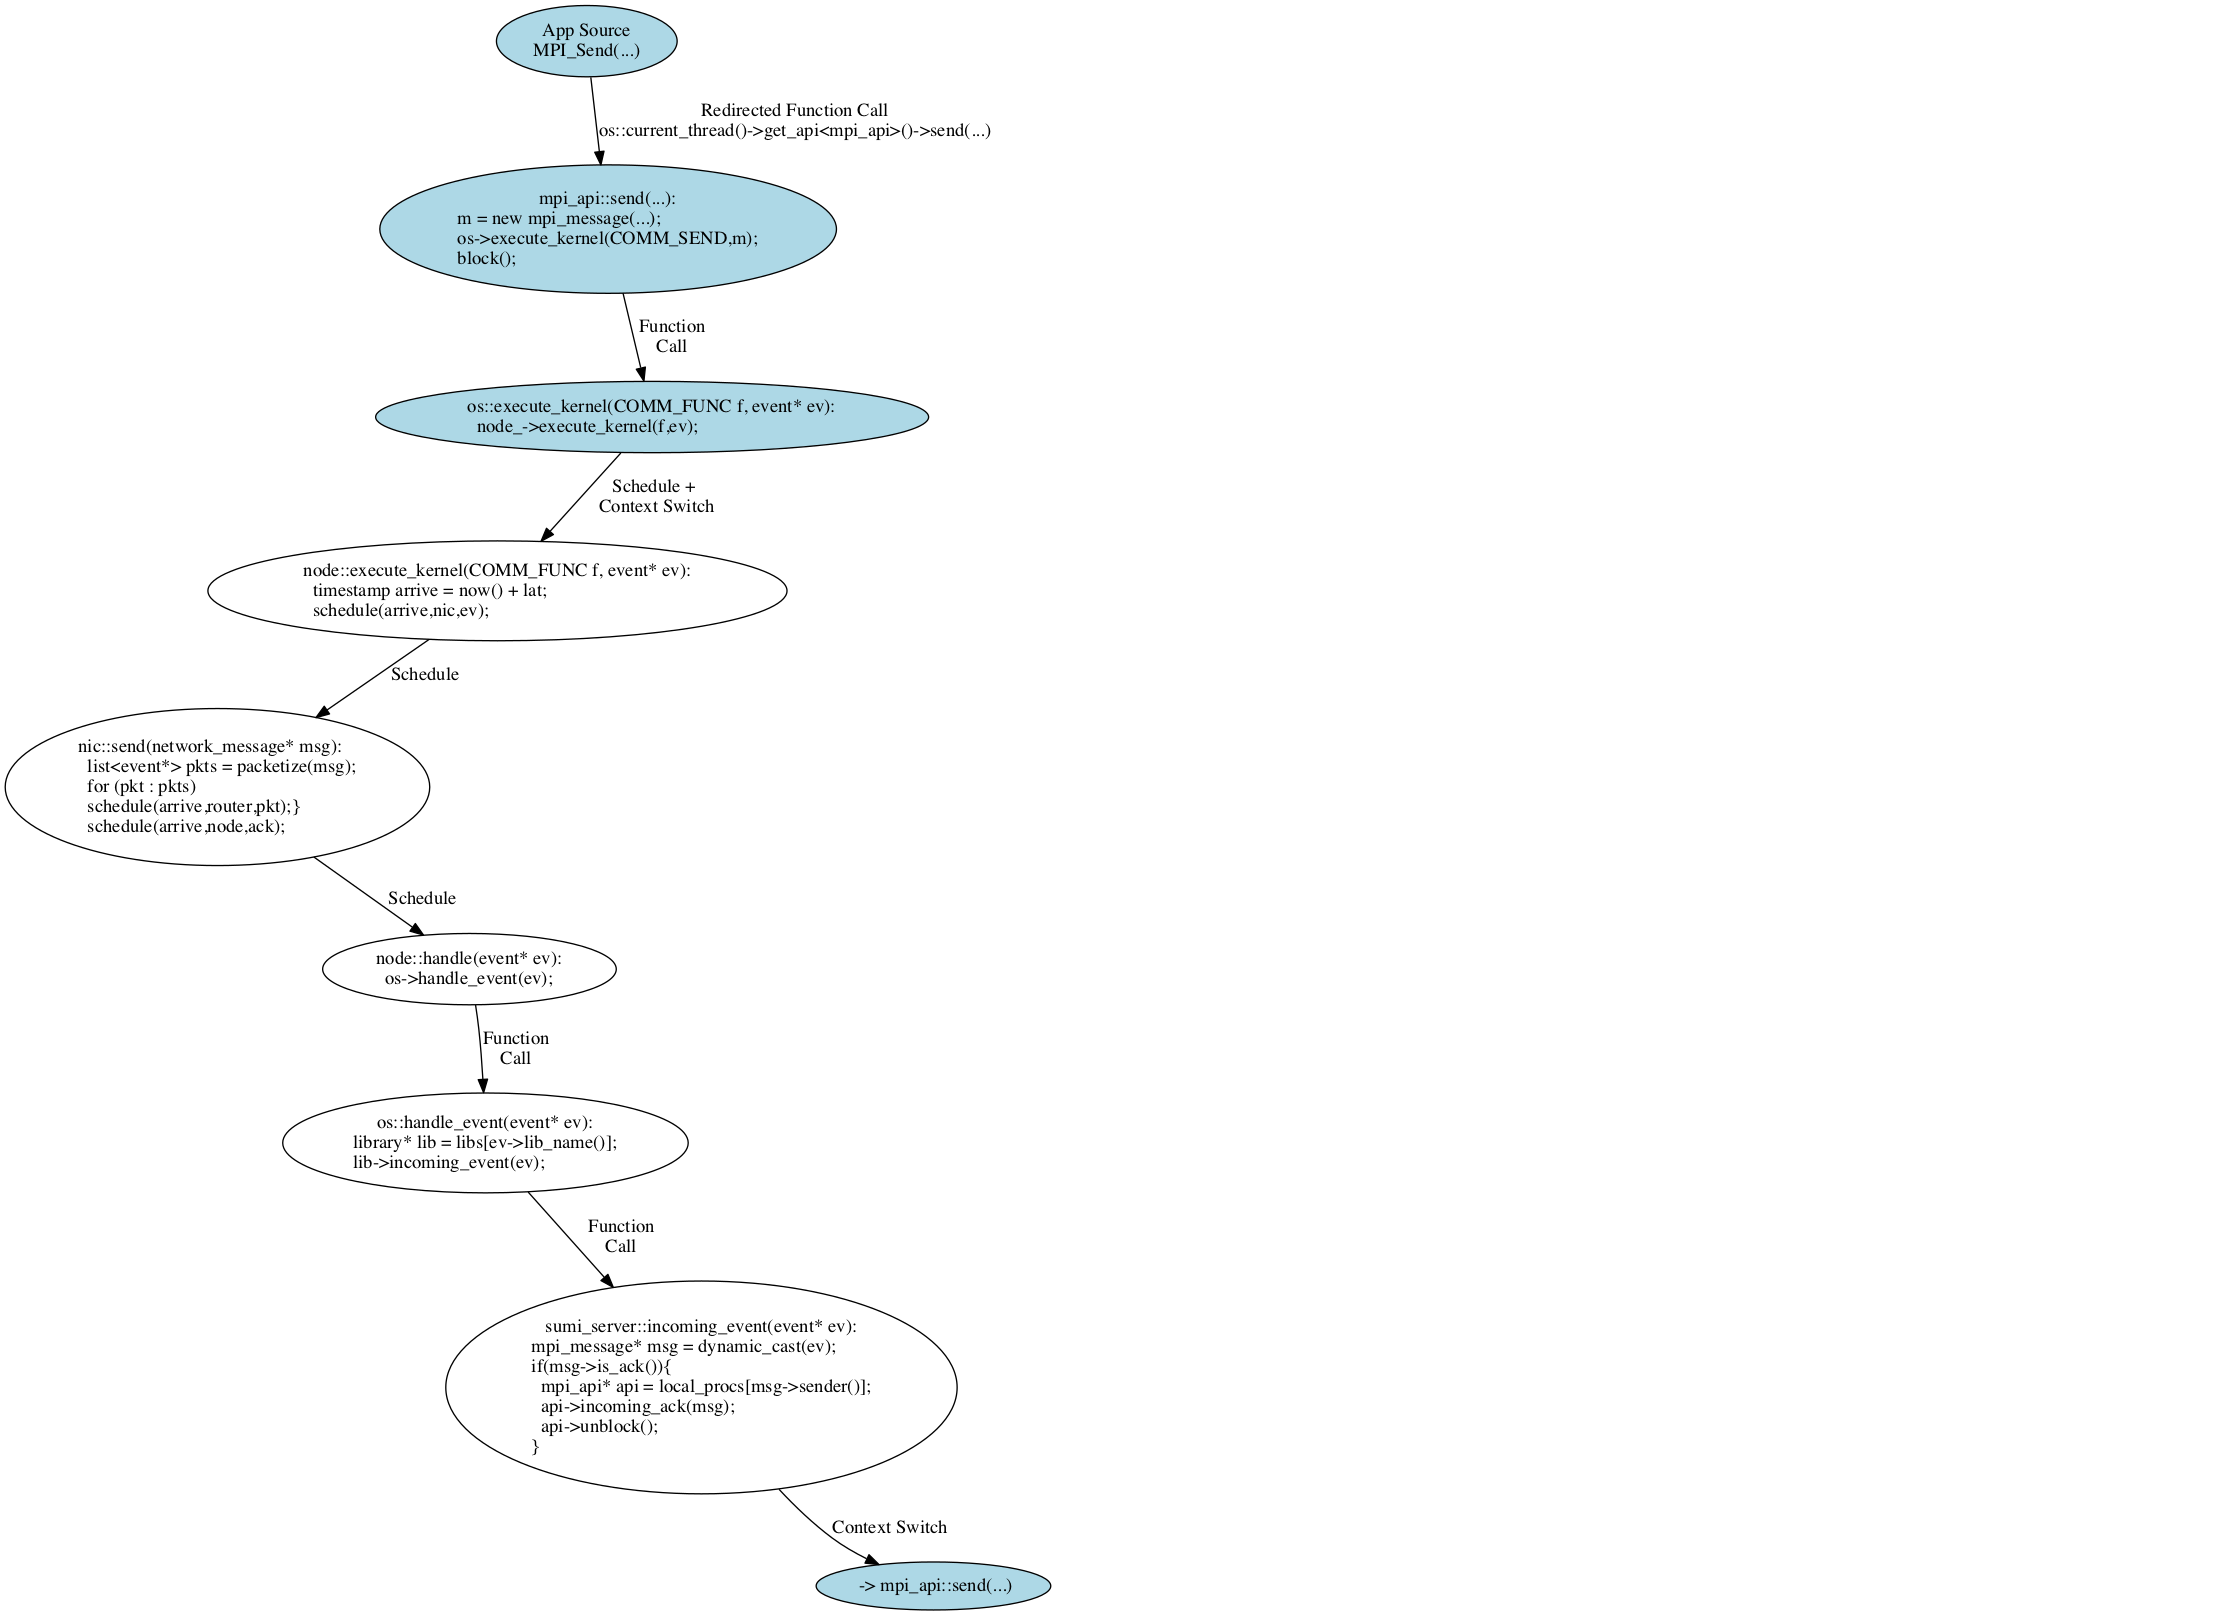 App Source
MPI_Send(...)
Redirected Function Call
os::current_thread()->get_api<mpi_api>()->send(...)
mpi_api::send(...):
m = new mpi_message(...);
os->execute_kernel(COMM_SEND,m);
block();
Function
Call
os::execute_kernel(COMM_FUNC f, event* ev):
node_->execute_kernel(f,ev);
Schedule +
Context Switch
node::execute_kernel(COMM_FUNC f, event* ev):
timestamp arrive = now() + lat;
schedule(arrive,nic,ev);
Schedule
nic::send(network_message* msg):
list<event*> pkts = packetize(msg);
for (pkt : pkts)
schedule(arrive,router,pkt);}
schedule(arrive,node,ack);
Schedule
node::handle(event* ev):
os->handle_event(ev);
Function
Call
os::handle_event(event* ev):
library* lib = libs[ev->lib_name()];
lib->incoming_event(ev);
Function
Call
sumi_server::incoming_event(event* ev):
mpi_message* msg = dynamic_cast(ev);
if(msg->is_ack()){
mpi_api* api = local_procs[msg->sender()];
api->incoming_ack(msg);
api->unblock();
}
Context Switch
-> mpi_api::send(...)